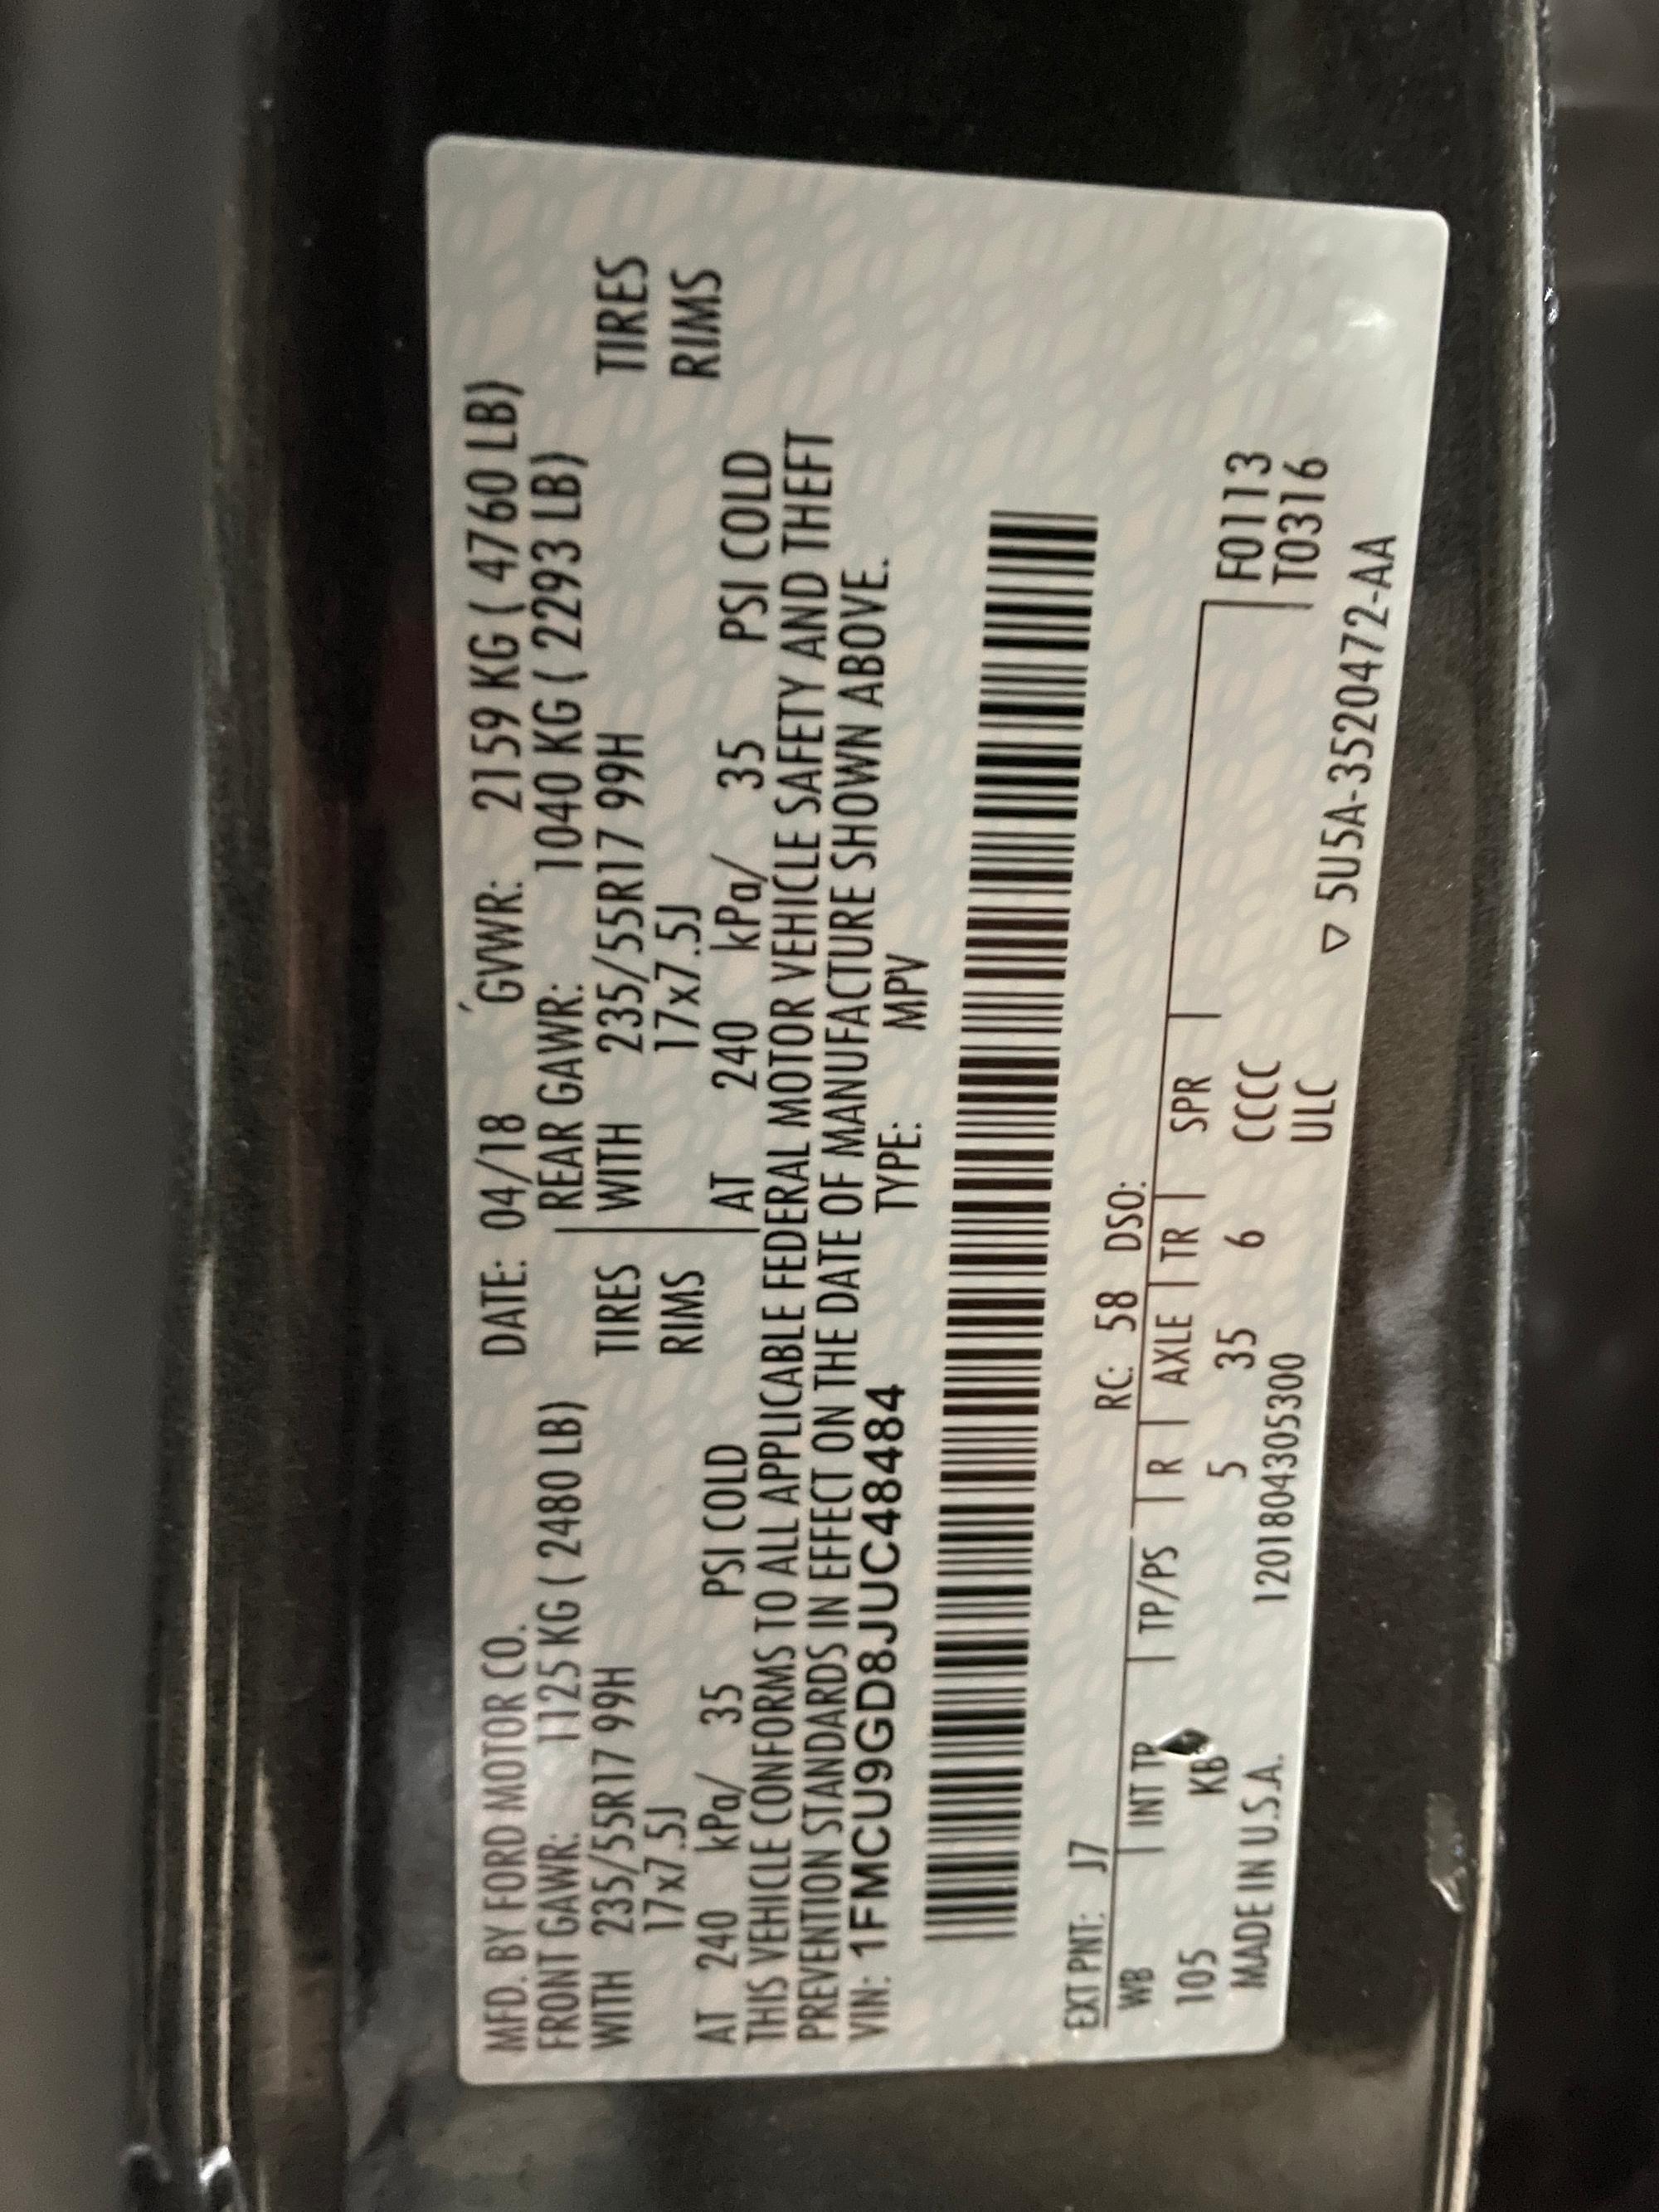 MFD. BY FORD MOTOR CO. DATE: 04/18 GVWR: 2159 KG ( 4760 LB)
FRONT GAWR: 1125 KG ( 2480 LB) REAR GAWR: 1040 KG ( 2293 LB)
WITH 235/55R17 99H TIRES WITH 235/55R17 99H TIRES
17x7.5J RIMS 17x7.5J RIMS
AT 240 kPa/ 35 PSI COLD AT 240 kPa/ 35 PSI COLD
THIS VEHICLE CONFORMS TO ALL APPLICABLE FEDERAL MOTOR VEHICLE SAFETY AND THEFT
PREVENTION STANDARDS IN EFFECT ON THE DATE OF MANUFACTURE SHOWN ABOVE.
VIN: 1FMCU9GD8JUC48484 TYPE: MPV
EXT PNT: J7 RC: 58 DSO:
WB | INT TR | TP/PS | R | AXLE | TR | SPR | F0113
105 KB 5 35 6 CCCC T0316
MADE IN U.S.A. 1201804305300 ULC
▽ 5U5A-3520472-AA